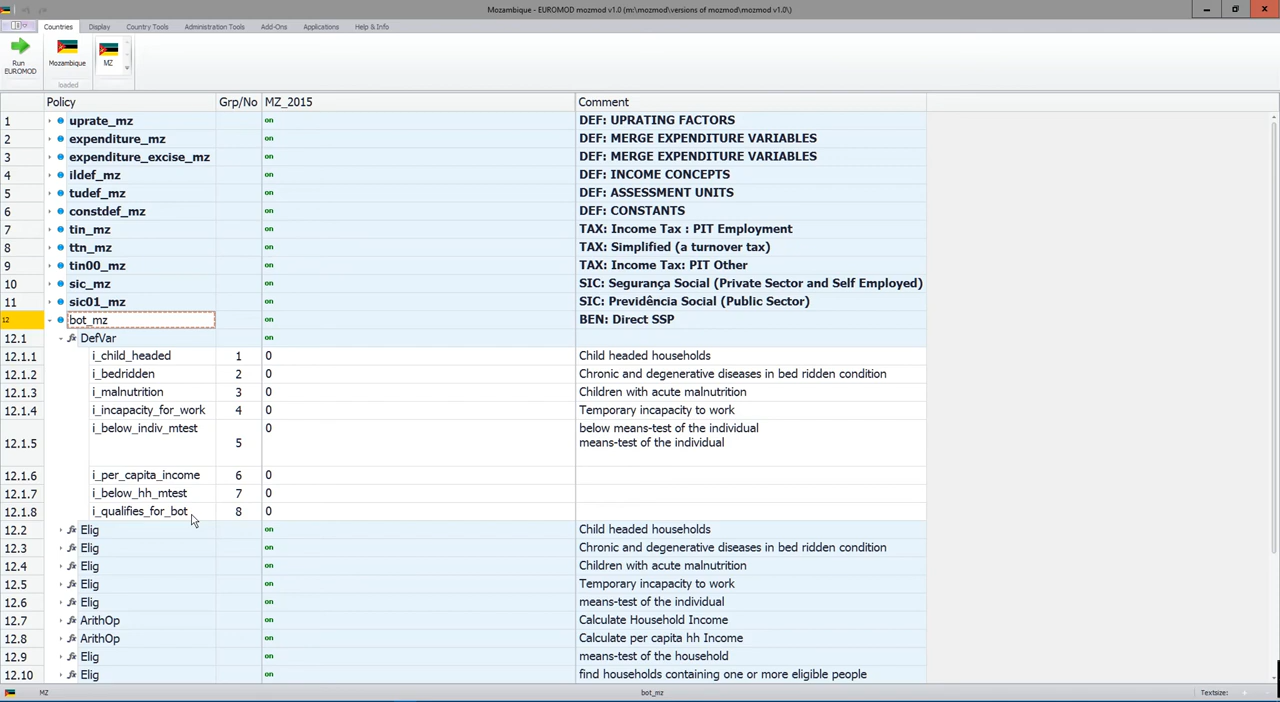 Mozambique - EUROMOD mozmod v1.0 (m:\mozmod\versions of mozmod\mozmod v1.0\)
Countries Display Country Tools Administration Tools Add-Ons Applications Help & Info
Run EUROMOD
Mozambique
MZ
loaded
Policy Grp/No MZ_2015 Comment
1 uprate_mz on DEF: UPRATING FACTORS
2 expenditure_mz on DEF: MERGE EXPENDITURE VARIABLES
3 expenditure_excise_mz on DEF: MERGE EXPENDITURE VARIABLES
4 ildef_mz on DEF: INCOME CONCEPTS
5 tudef_mz on DEF: ASSESSMENT UNITS
6 constdef_mz on DEF: CONSTANTS
7 tin_mz on TAX: Income Tax : PIT Employment
8 ttn_mz on TAX: Simplified (a turnover tax)
9 tin00_mz on TAX: Income Tax: PIT Other
10 sic_mz on SIC: Segurança Social (Private Sector and Self Employed)
11 sic01_mz on SIC: Previdência Social (Public Sector)
12 bot_mz on BEN: Direct SSP
12.1 fx DefVar on
12.1.1 i_child_headed 1 0 Child headed households
12.1.2 i_bedridden 2 0 Chronic and degenerative diseases in bed ridden condition
12.1.3 i_malnutrition 3 0 Children with acute malnutrition
12.1.4 i_incapacity_for_work 4 0 Temporary incapacity to work
12.1.5 i_below_indiv_mtest 5 0 below means-test of the individual
means-test of the individual
12.1.6 i_per_capita_income 6 0
12.1.7 i_below_hh_mtest 7 0
12.1.8 i_qualifies_for_bot 8 0
12.2 fx Elig on Child headed households
12.3 fx Elig on Chronic and degenerative diseases in bed ridden condition
12.4 fx Elig on Children with acute malnutrition
12.5 fx Elig on Temporary incapacity to work
12.6 fx Elig on means-test of the individual
12.7 fx ArithOp on Calculate Household Income
12.8 fx ArithOp on Calculate per capita hh Income
12.9 fx Elig on means-test of the household
12.10 fx Elig on find households containing one or more eligible people
MZ bot_mz Textsize: